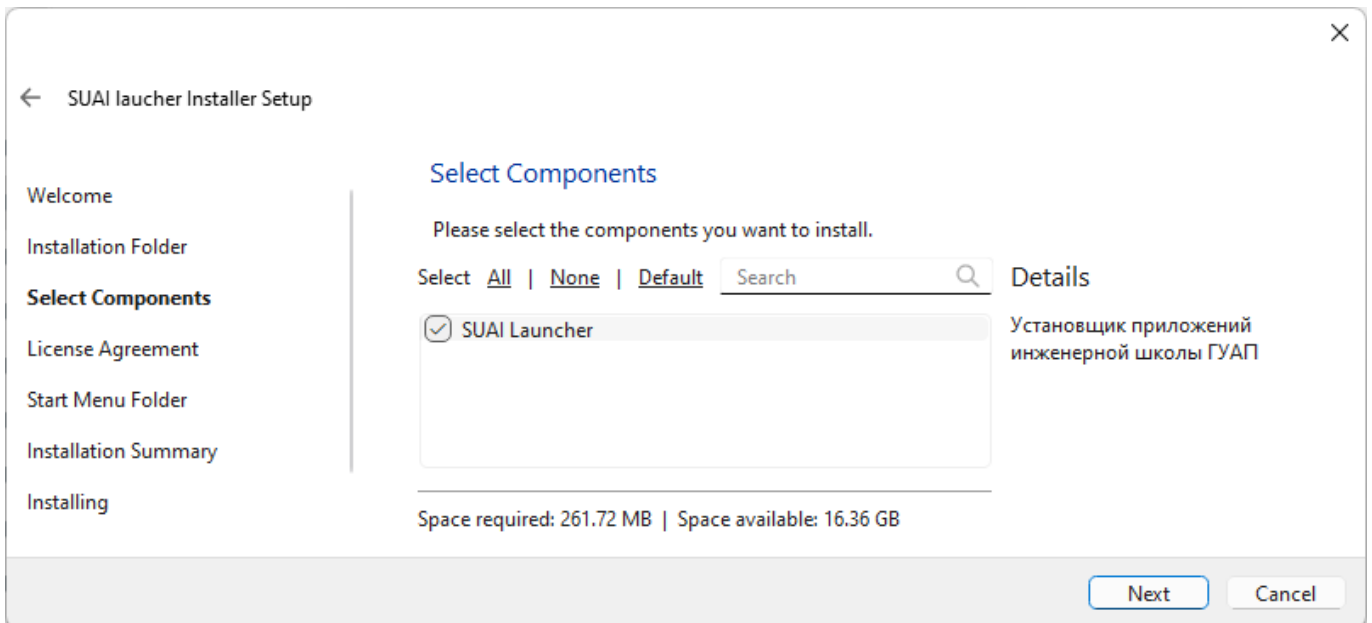 SUAI laucher Installer Setup
Welcome
Installation Folder
Select Components
License Agreement
Start Menu Folder
Installation Summary
Installing
Select Components
Please select the components you want to install.
Select All | None | Default Search
SUAI Launcher
Space required: 261.72 MB | Space available: 16.36 GB
Details
Установщик приложений
инженерной школы ГУАП
Next Cancel